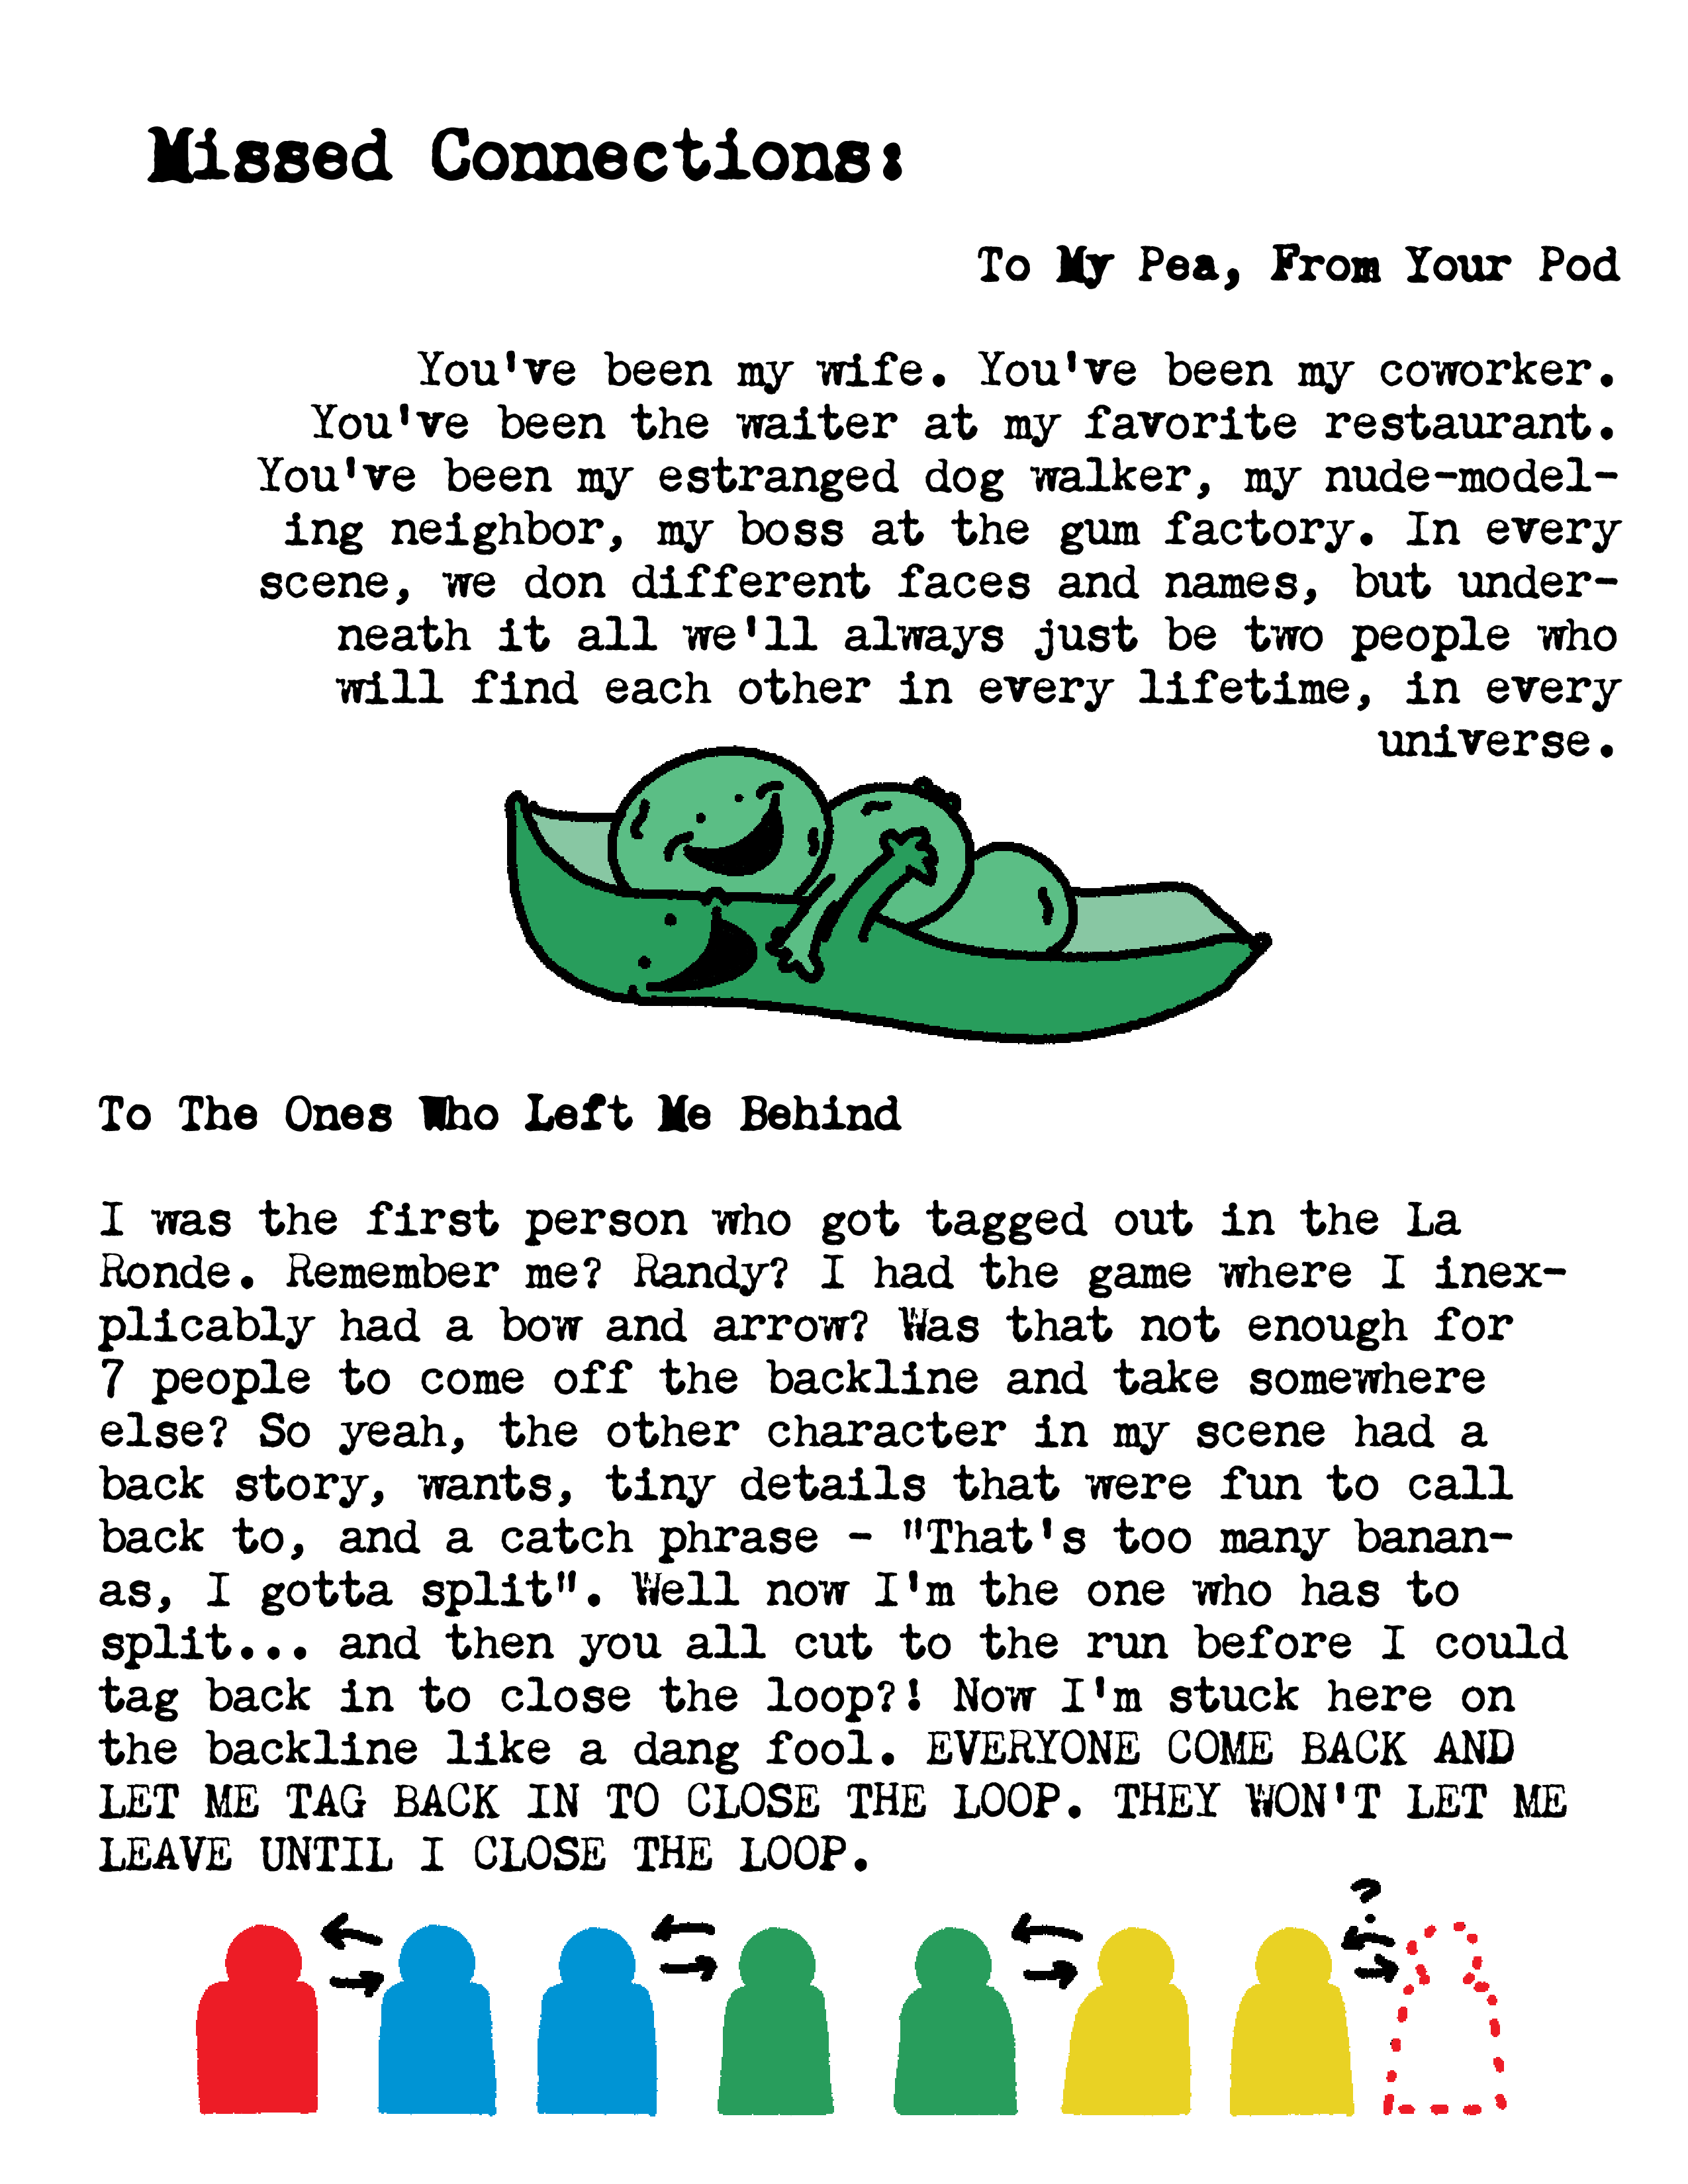 Missed Connections:
To My Pea, From Your Pod
You've been my wife. You've been my coworker.
You've been the waiter at my favorite restaurant.
You've been my estranged dog walker, my nude-model-
ing neighbor, my boss at the gum factory. In every
scene, we don different faces and names, but under-
neath it all we'll always just be two people who
will find each other in every lifetime, in every
universe.
To The Ones Who Left Me Behind
I was the first person who got tagged out in the La
Ronde. Remember me? Randy? I had the game where I inex-
plicably had a bow and arrow? Was that not enough for
7 people to come off the backline and take somewhere
else? So yeah, the other character in my scene had a
back story, wants, tiny details that were fun to call
back to, and a catch phrase - "That's too many banan-
as, I gotta split". Well now I'm the one who has to
split... and then you all cut to the run before I could
tag back in to close the loop?! Now I'm stuck here on
the backline like a dang fool. EVERYONE COME BACK AND
LET ME TAG BACK IN TO CLOSE THE LOOP. THEY WON'T LET ME
LEAVE UNTIL I CLOSE THE LOOP.
?